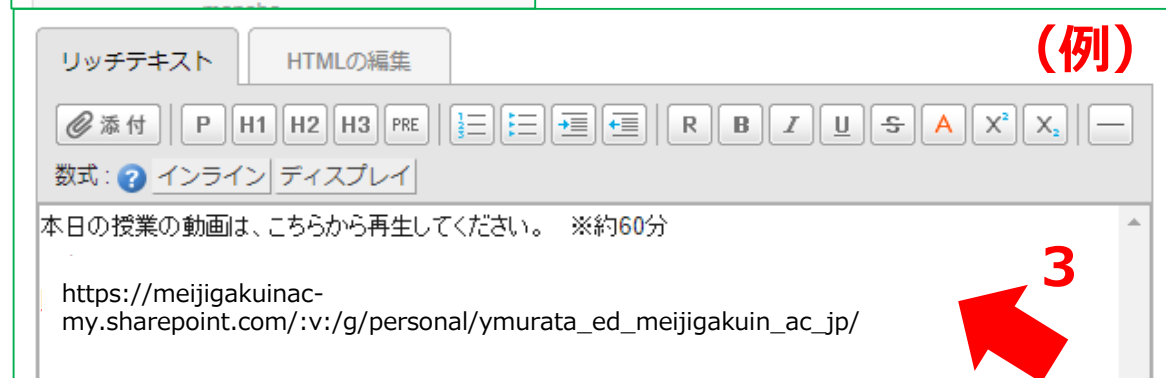 (例)
リッチテキスト HTMLの編集
添付 P H1 H2 H3 PRE R B I U S A X² X₂
数式 : ? インライン ディスプレイ
本日の授業の動画は、こちらから再生してください。 ※約60分
3
https://meijigakuinac-
my.sharepoint.com/:v:/g/personal/ymurata_ed_meijigakuin_ac_jp/